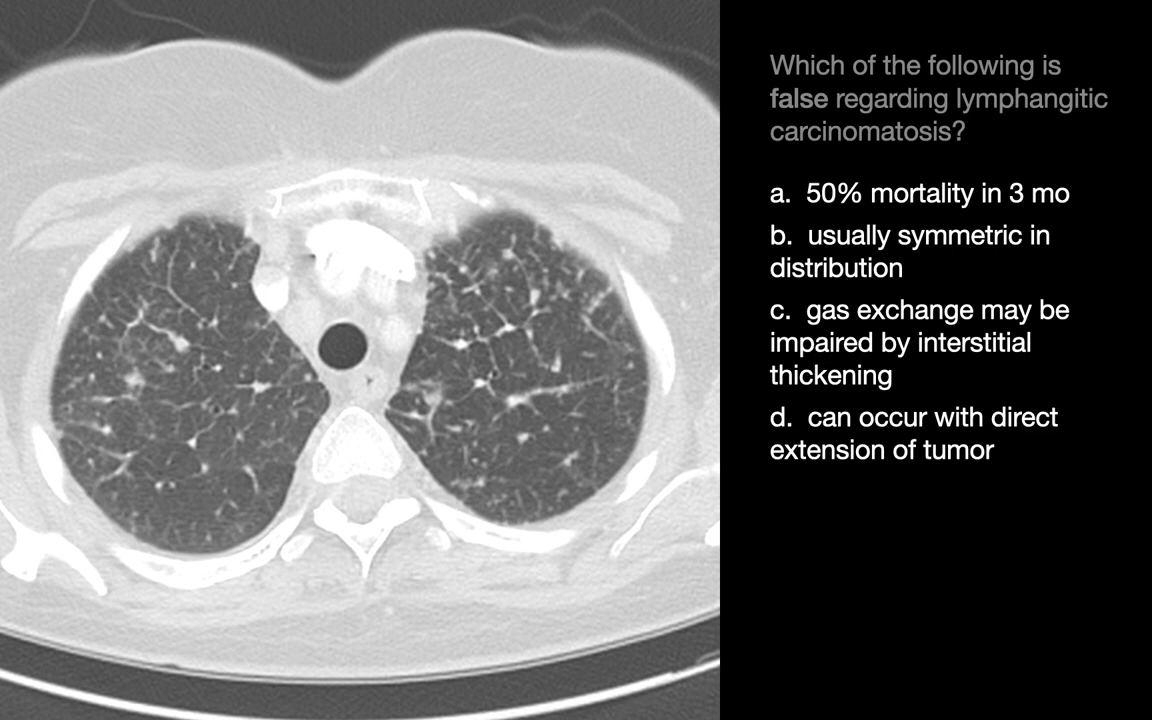 Which of the following is
false regarding lymphangitic
carcinomatosis?
a. 50% mortality in 3 mo
b. usually symmetric in
distribution
c. gas exchange may be
impaired by interstitial
thickening
d. can occur with direct
extension of tumor